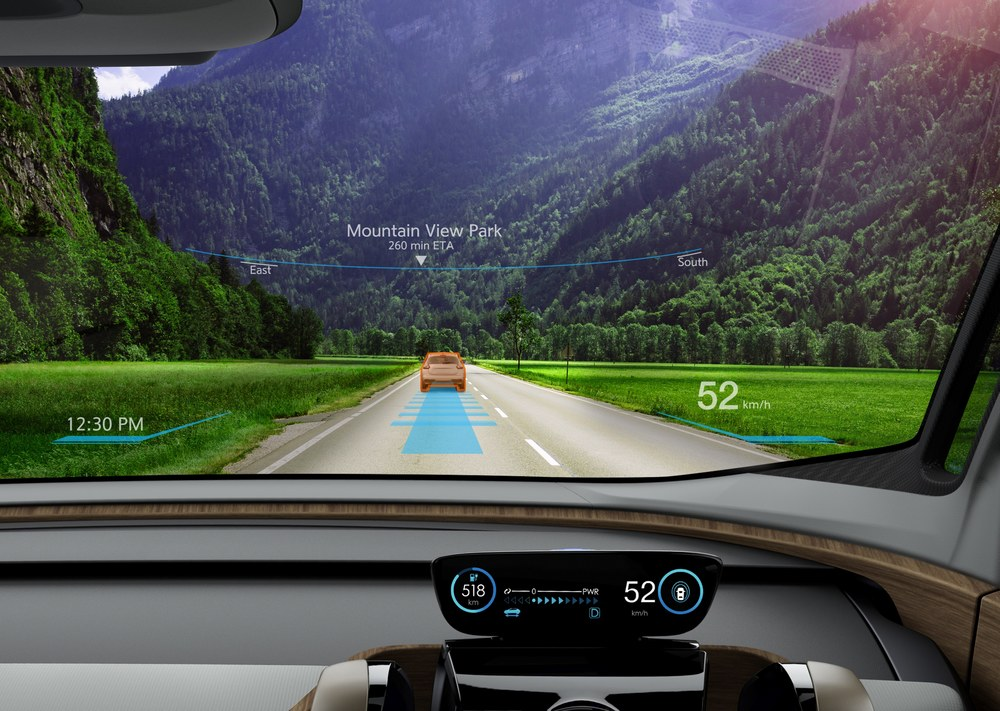 Mountain View Park
260 min ETA
East
South
52 km/h
12:30 PM
518
km
0
PWR
D
52
km/h